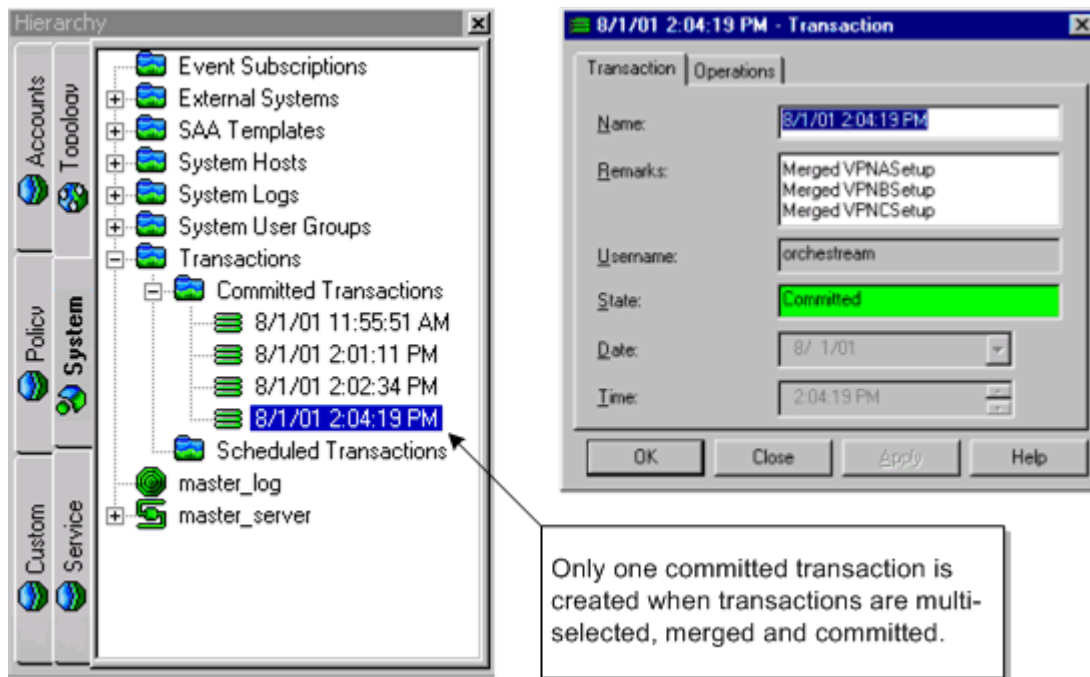 Hierarchy
Accounts
Topology
Policy
System
Custom
Service
Event Subscriptions
External Systems
SAA Templates
System Hosts
System Logs
System User Groups
Transactions
Committed Transactions
8/1/01 11:55:51 AM
8/1/01 2:01:11 PM
8/1/01 2:02:34 PM
8/1/01 2:04:19 PM
Scheduled Transactions
master_log
master_server
8/1/01 2:04:19 PM - Transaction
Transaction
Operations
Name:
8/1/01 2:04:19 PM
Remarks:
Merged VPNASetup
Merged VPNBSetup
Merged VPNCSetup
Username:
orchestream
State:
Committed
Date:
8/ 1/01
Time:
2:04:19 PM
OK
Close
Apply
Help
Only one committed transaction is
created when transactions are multi-
selected, merged and committed.